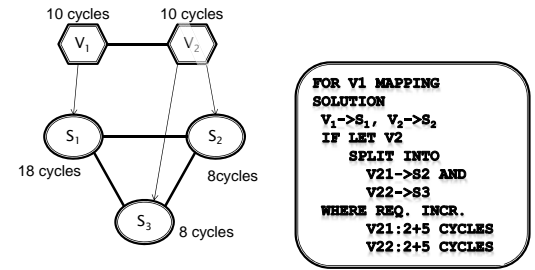 10 cycles 10 cycles
V1 V2
S1 S2
18 cycles 8cycles
S3 8 cycles
FOR V1 MAPPING
SOLUTION
V1->S1, V2->S2
IF LET V2
SPLIT INTO
V21->S2 AND
V22->S3
WHERE REQ. INCR.
V21:2+5 CYCLES
V22:2+5 CYCLES